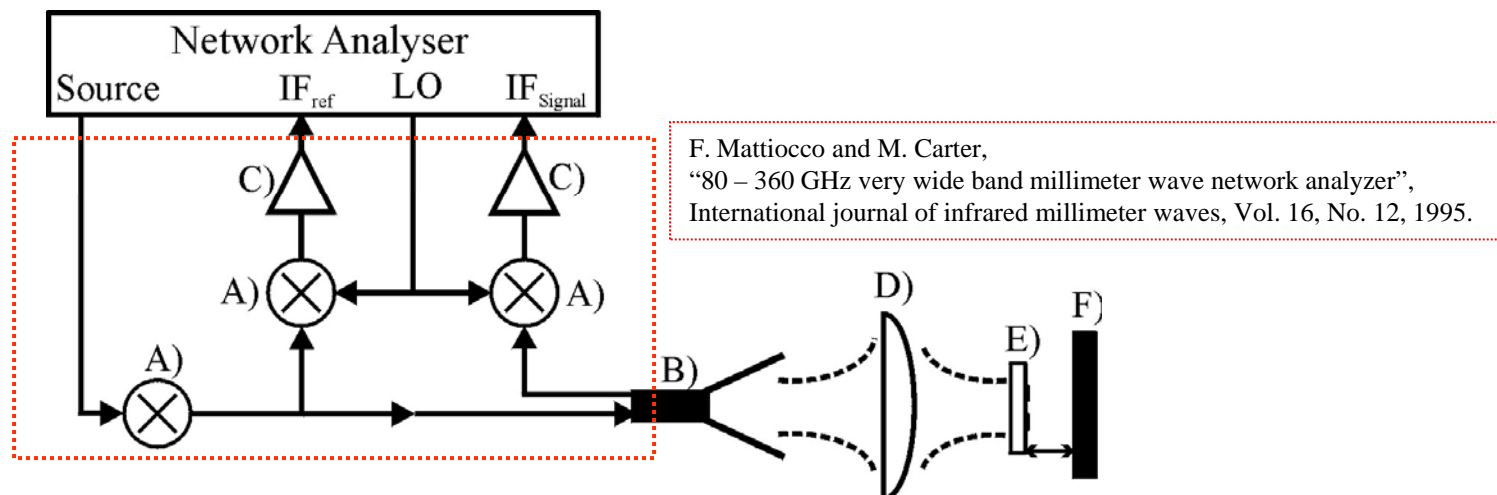 Network Analyser
Source IFref LO IFSignal
F. Mattiocco and M. Carter,
“80 – 360 GHz very wide band millimeter wave network analyzer”,
International journal of infrared millimeter waves, Vol. 16, No. 12, 1995.
C) C)
A) A)
D)
F)
E)
B)
A)